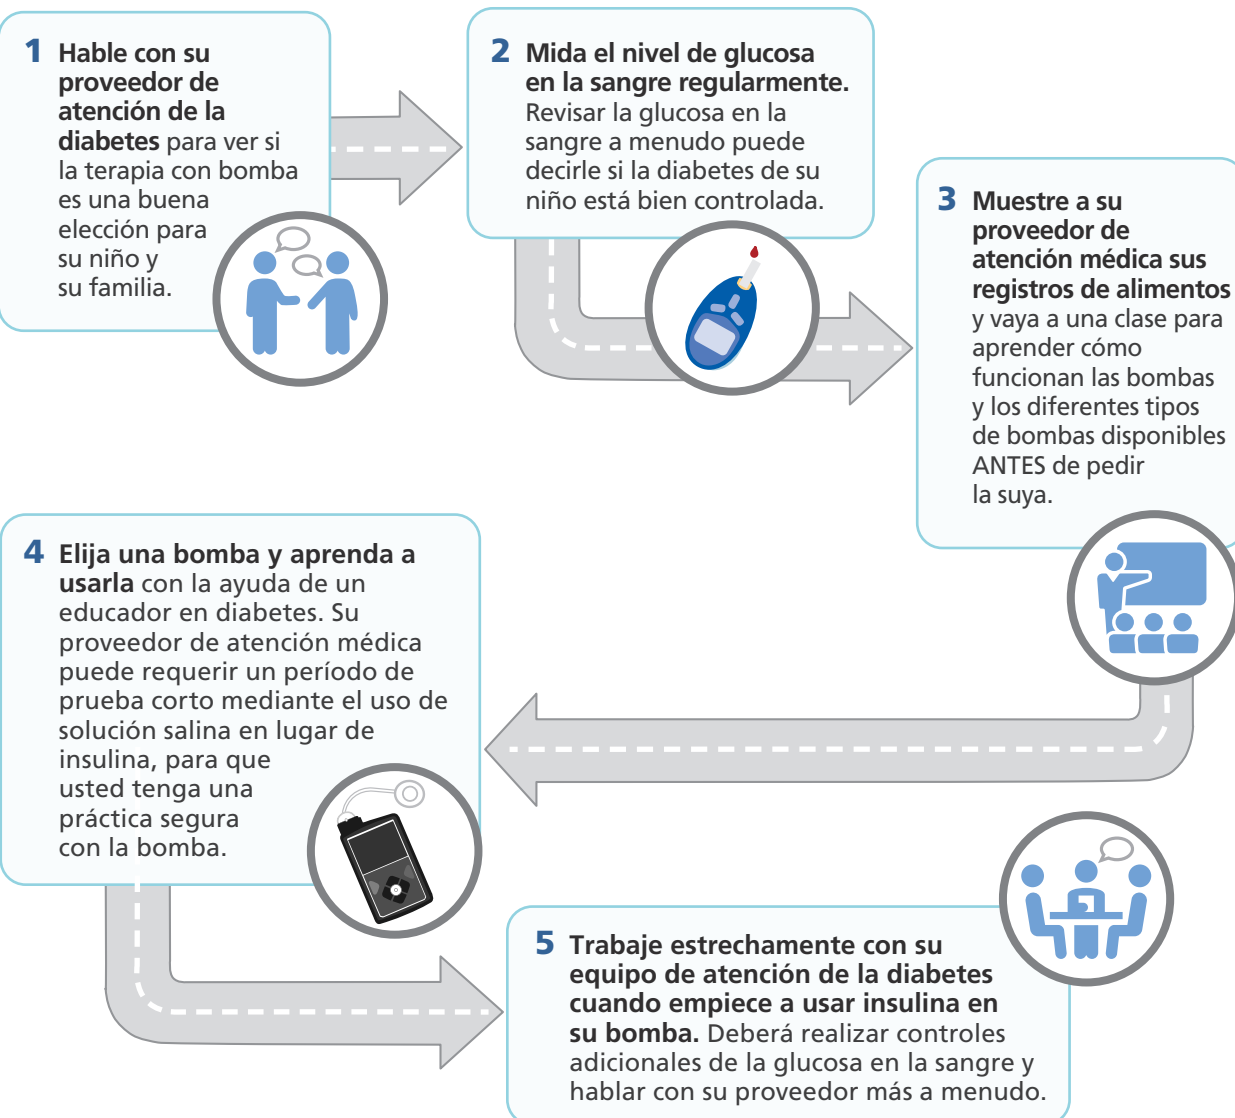 1 Hable con su
proveedor de
atención de la
diabetes para ver si
la terapia con bomba
es una buena
elección para
su niño y
su familia.
2 Mida el nivel de glucosa
en la sangre regularmente.
Revisar la glucosa en la
sangre a menudo puede
decirle si la diabetes de su
niño está bien controlada.
3 Muestre a su
proveedor de
atención médica sus
registros de alimentos
y vaya a una clase para
aprender cómo
funcionan las bombas
y los diferentes tipos
de bombas disponibles
ANTES de pedir
la suya.
4 Elija una bomba y aprenda a
usarla con la ayuda de un
educador en diabetes. Su
proveedor de atención médica
puede requerir un período de
prueba corto mediante el uso de
solución salina en lugar de
insulina, para que
usted tenga una
práctica segura
con la bomba.
5 Trabaje estrechamente con su
equipo de atención de la diabetes
cuando empiece a usar insulina en
su bomba. Deberá realizar controles
adicionales de la glucosa en la sangre y
hablar con su proveedor más a menudo.